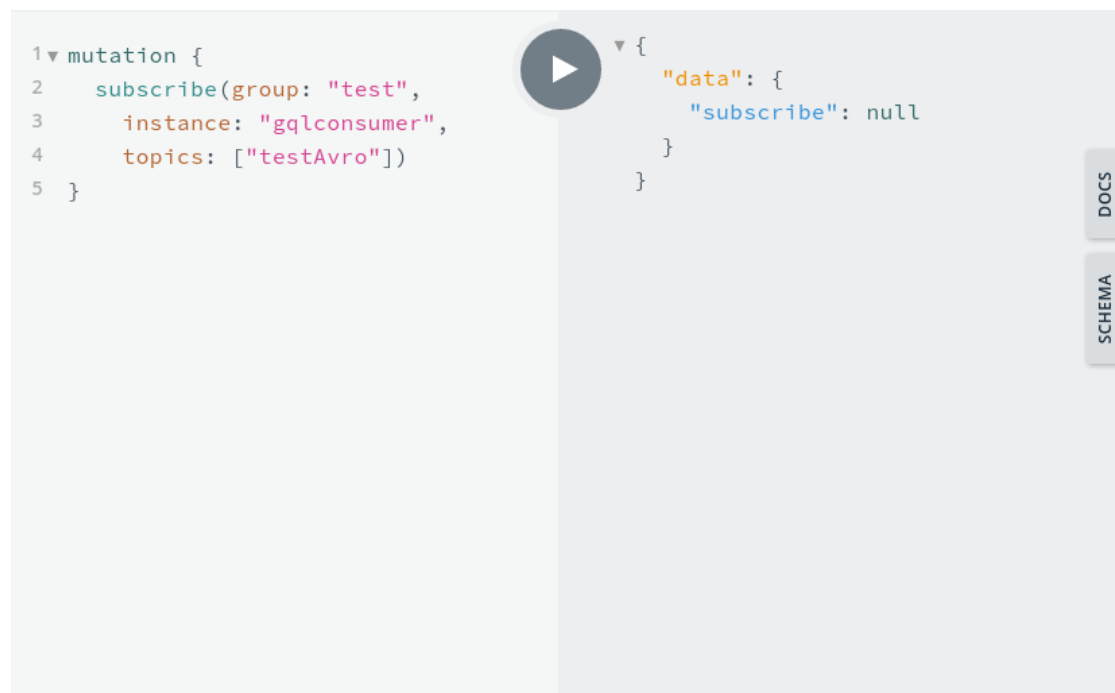 1 ▾ mutation {
2 subscribe(group: "test",
3 instance: "gqlconsumer",
4 topics: ["testAvro"])
5 }
▾ {
"data": {
"subscribe": null
}
}
DOCS
SCHEMA